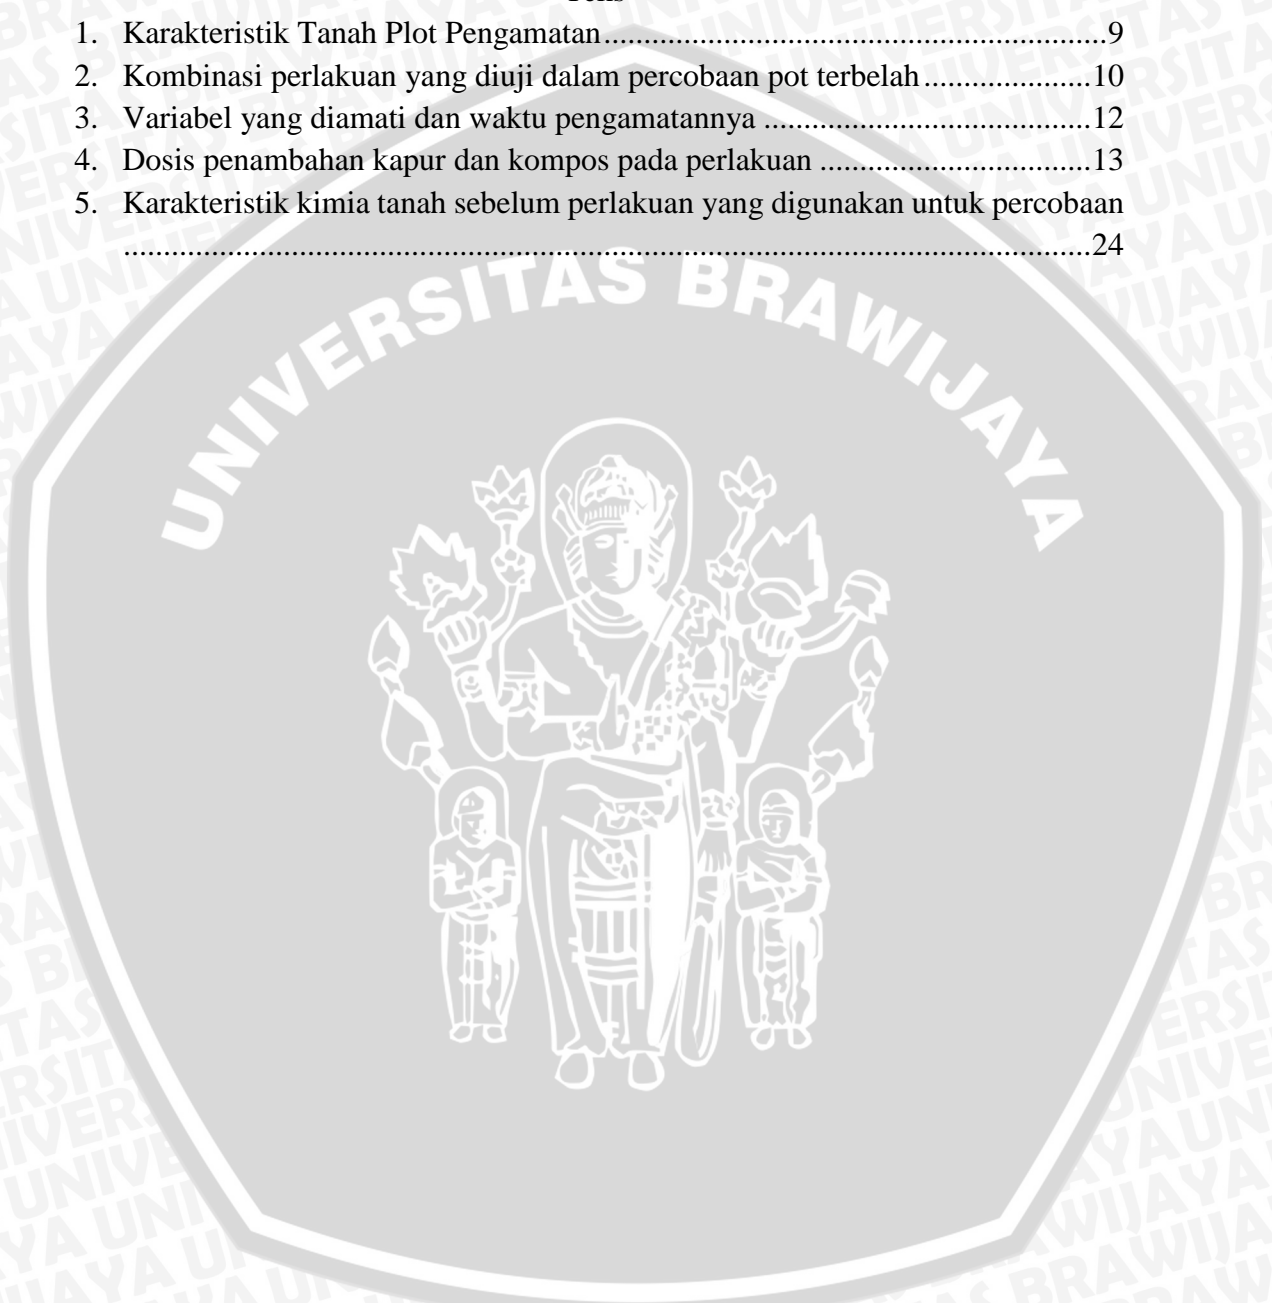 Teks
1. Karakteristik Tanah Plot Pengamatan................................................................9
2. Kombinasi perlakuan yang diuji dalam percobaan pot terbelah.....................10
3. Variabel yang diamati dan waktu pengamatannya.........................................12
4. Dosis penambahan kapur dan kompos pada perlakuan..................................13
5. Karakteristik kimia tanah sebelum perlakuan yang digunakan untuk percobaan
.........................................................................................................................24
UNIVERSITAS BRAWIJAYA